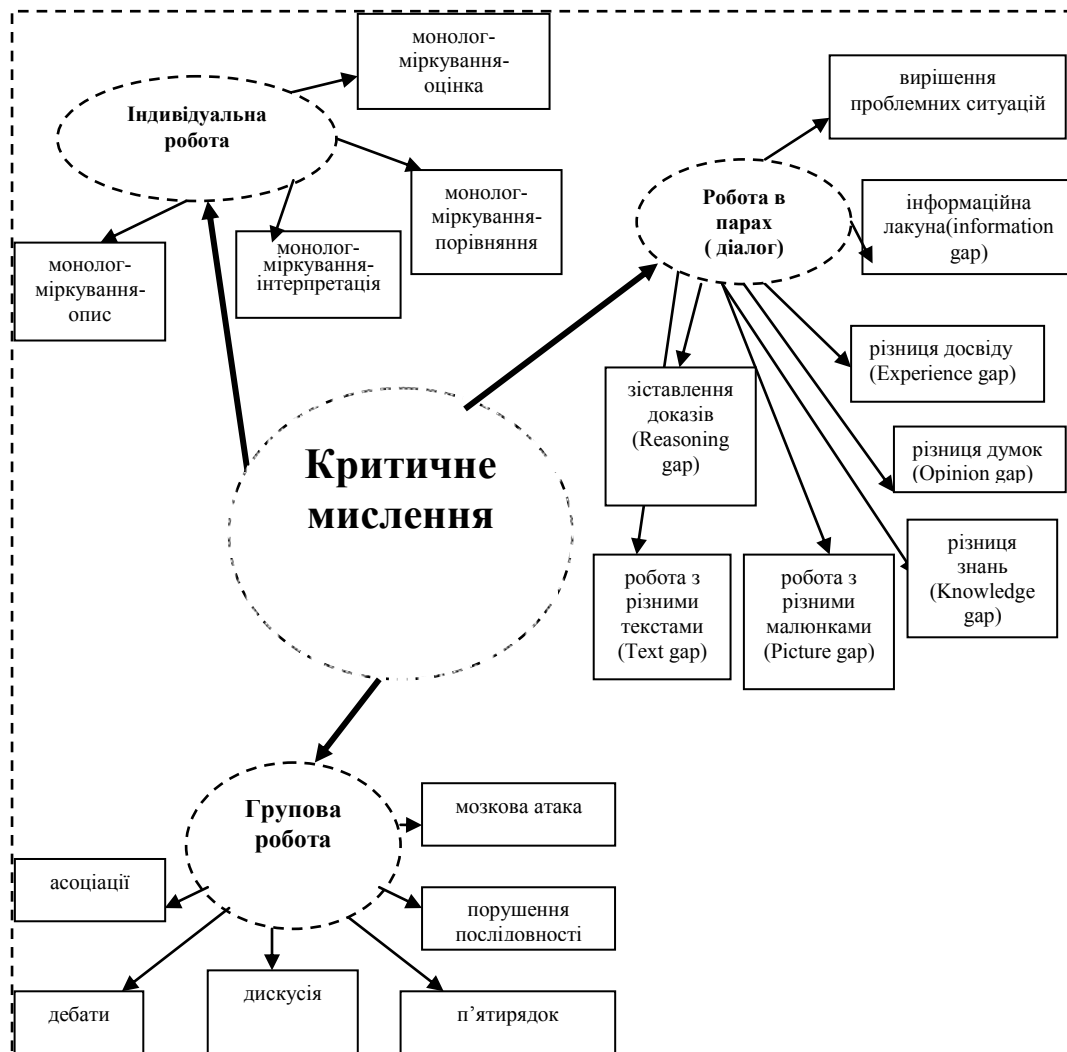 монолог-
міркування-
оцінка
Індивідуальна
робота
монолог-
міркування-
порівняння
монолог-
міркування-
інтерпретація
монолог-
міркування-
опис
вирішення
проблемних ситуацій
Робота в
парах
( діалог)
інформаційна
лакуна(information
gap)
різниця досвіду
(Experience gap)
зіставлення
доказів
(Reasoning
gap)
різниця думок
(Opinion gap)
Критичне
мислення
різниця
знань
(Knowledge
gap)
робота з
різними
текстами
(Text gap)
робота з
різними
малюнками
(Picture gap)
Групова
робота
мозкова атака
асоціації
порушення
послідовності
дебати
дискусія
п’ятирядок